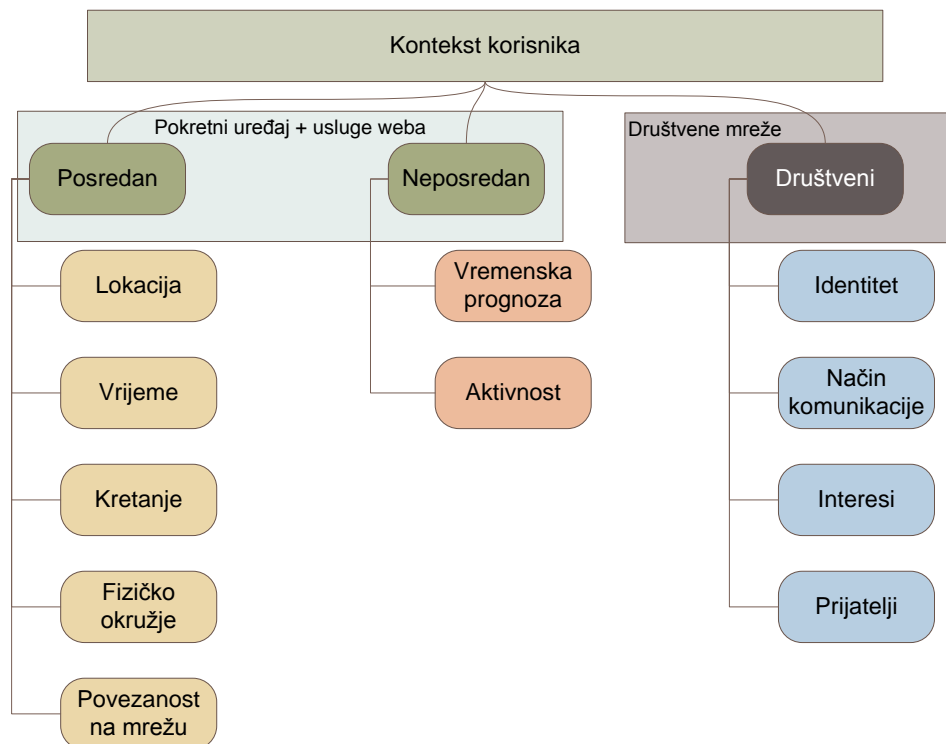 Kontekst korisnika
Pokretni uređaj + usluge weba
Društvene mreže
Posredan
Neposredan
Društveni
Lokacija
Vrijeme
Kretanje
Fizičko
okružje
Povezanost
na mrežu
Vremenska
prognoza
Aktivnost
Identitet
Način
komunikacije
Interesi
Prijatelji